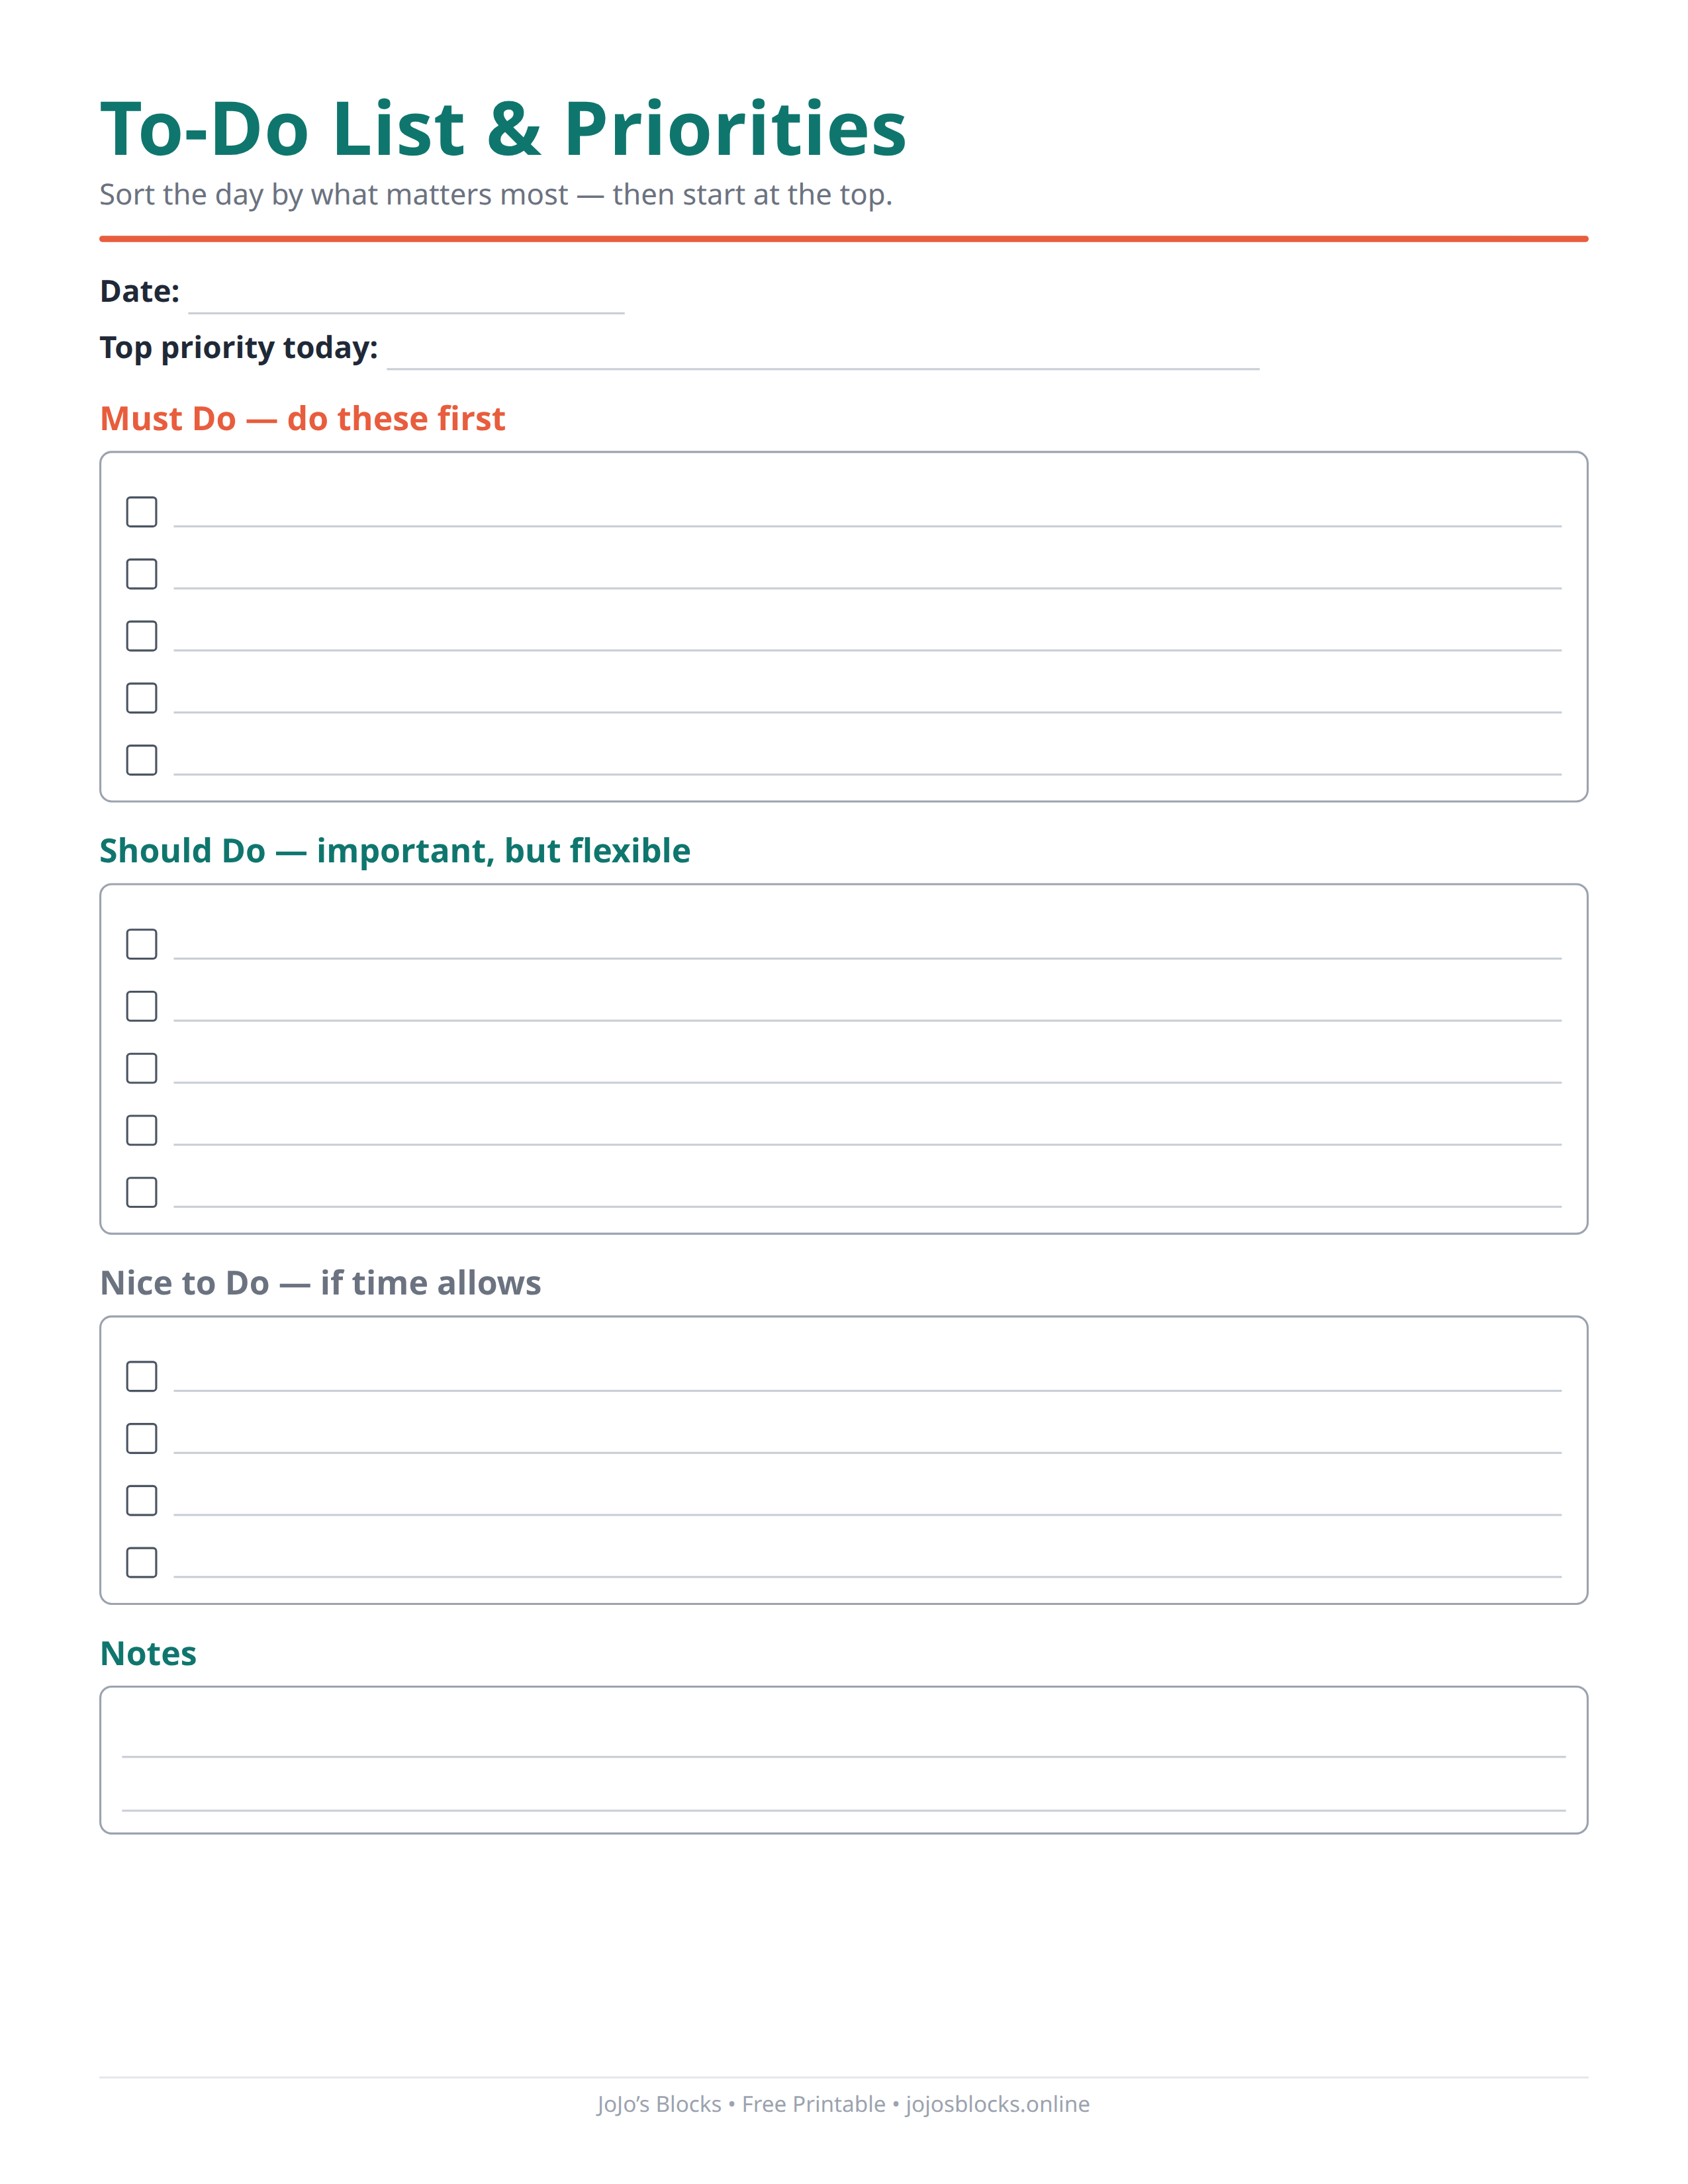 To-Do List & Priorities
Sort the day by what matters most — then start at the top.
Date:
Top priority today:
Must Do — do these first
Should Do — important, but flexible
Nice to Do — if time allows
Notes
JoJo’s Blocks • Free Printable • jojosblocks.online